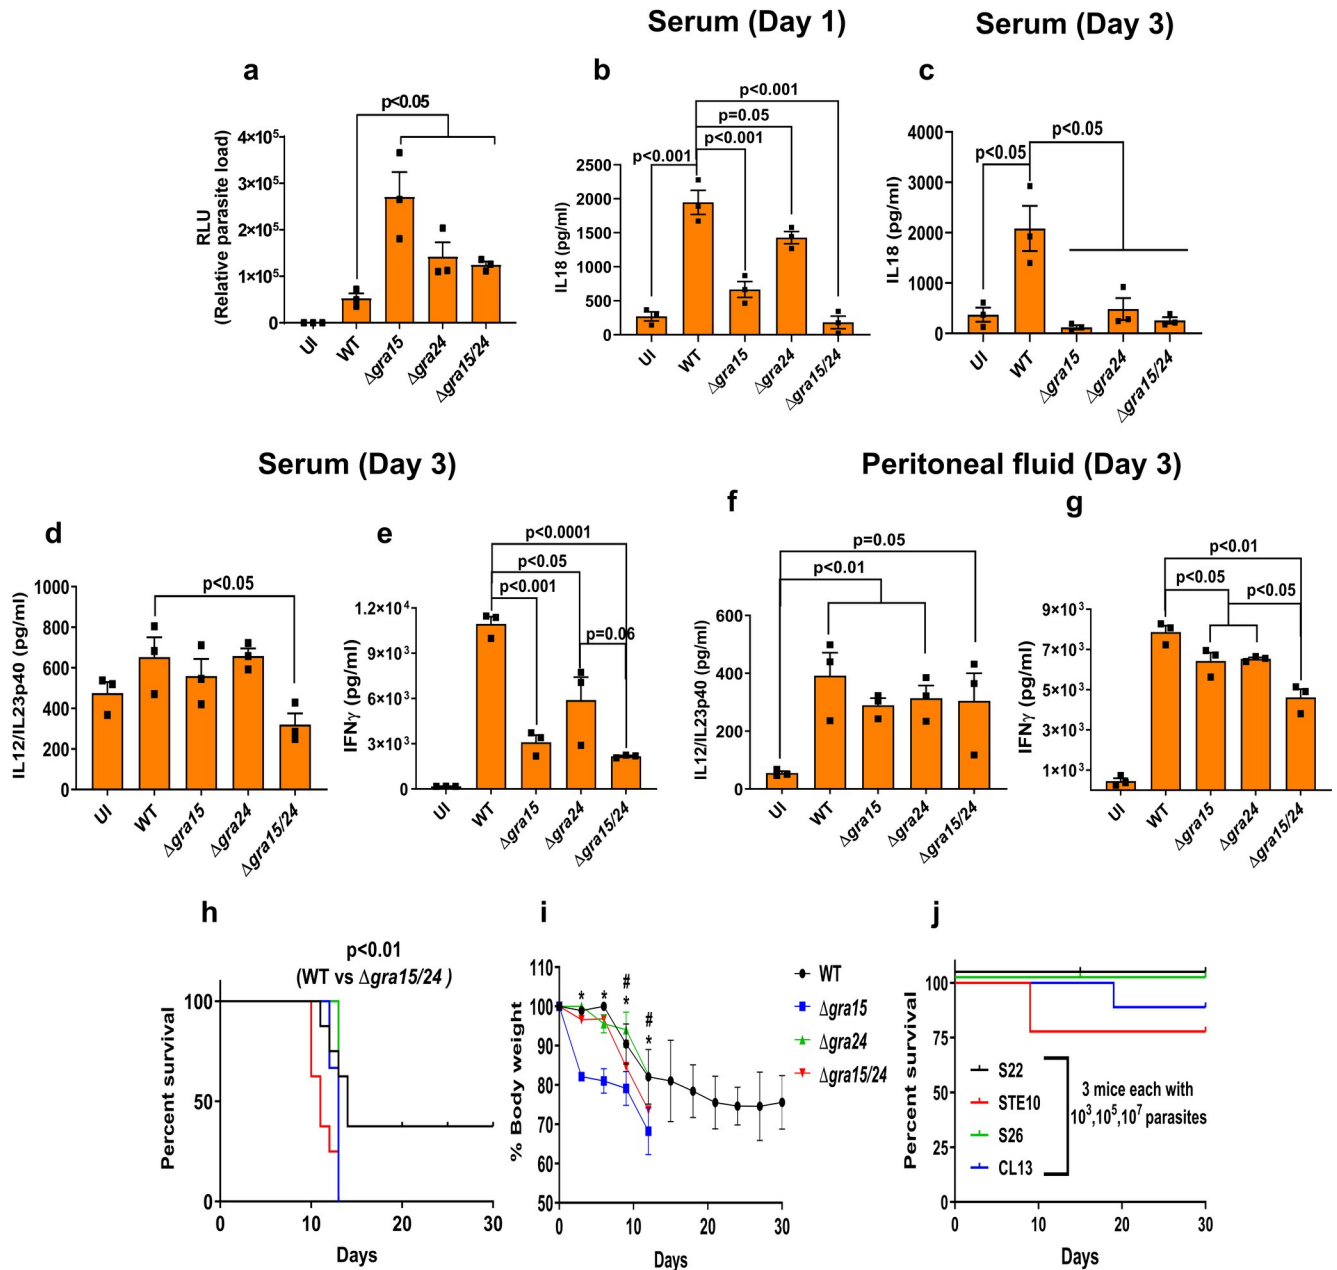 Serum (Day 1)
Serum (Day 3)
a
p<0.05
RLU
(Relative parasite load)
4×10⁵
3×10⁵
2×10⁵
1×10⁵
0
UI
WT
Δgra15
Δgra24
Δgra15/24
b
p<0.001
p=0.05
p<0.001
p<0.001
IL18 (pg/ml)
2500
2000
1500
1000
500
0
UI
WT
Δgra15
Δgra24
Δgra15/24
c
p<0.05
p<0.05
IL18 (pg/ml)
4000
3000
2000
1000
0
UI
WT
Δgra15
Δgra24
Δgra15/24
Serum (Day 3)
Peritoneal fluid (Day 3)
d
p<0.05
IL12/IL23p40 (pg/ml)
1000
800
600
400
200
0
UI
WT
Δgra15
Δgra24
Δgra15/24
e
p<0.0001
p<0.05
p<0.001
p=0.06
IFNγ (pg/ml)
1.2×10⁴
9×10³
6×10³
3×10³
0
UI
WT
Δgra15
Δgra24
Δgra15/24
f
p=0.05
p<0.01
IL12/IL23p40 (pg/ml)
600
400
200
0
UI
WT
Δgra15
Δgra24
Δgra15/24
g
p<0.01
p<0.05
p<0.05
IFNγ (pg/ml)
9×10³
7×10³
5×10³
3×10³
1×10³
UI
WT
Δgra15
Δgra24
Δgra15/24
h
p<0.01
(WT vs Δgra15/24 )
Percent survival
100
50
0
0
10
20
30
Days
i
% Body weight
110
100
90
80
70
60
50
* * # * # *
0
10
20
30
Days
WT
Δgra15
Δgra24
Δgra15/24
j
Percent survival
100
75
50
25
0
S22
STE10
S26
CL13
3 mice each with
10³,10⁵,10⁷ parasites
0
10
20
30
Days